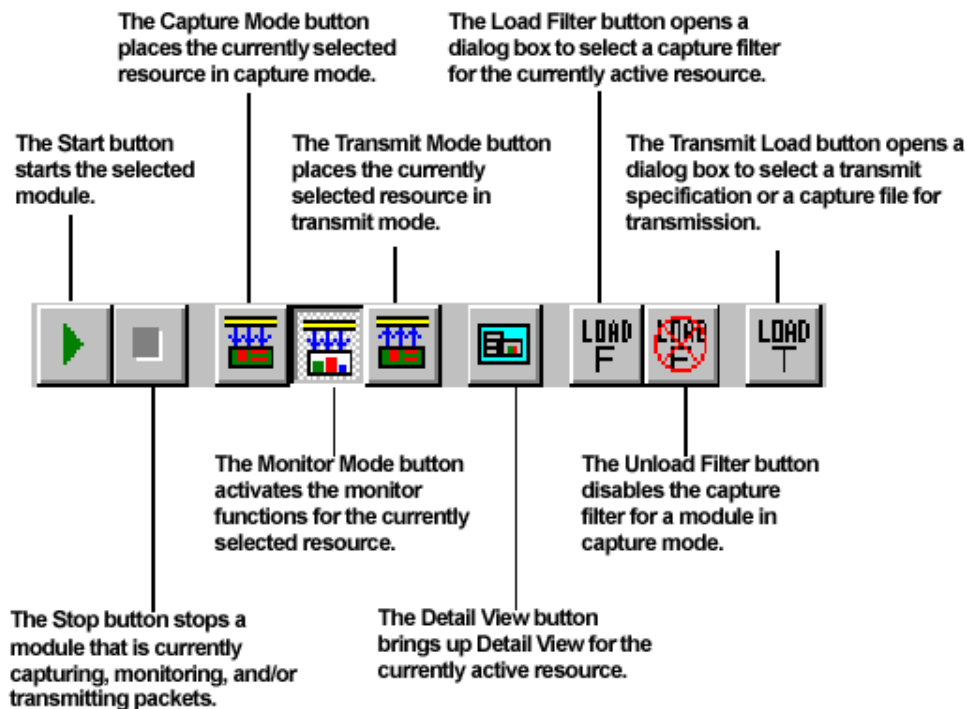 The Capture Mode button
places the currently selected
resource in capture mode.
The Load Filter button opens a
dialog box to select a capture filter
for the currently active resource.
The Start button
starts the selected
module.
The Transmit Mode button
places the currently
selected resource in
transmit mode.
The Transmit Load button opens a
dialog box to select a transmit
specification or a capture file for
transmission.
LOAD
F
LOAD
F
LOAD
T
The Monitor Mode button
activates the monitor
functions for the currently
selected resource.
The Unload Filter button
disables the capture
filter for a module in
capture mode.
The Stop button stops a
module that is currently
capturing, monitoring, and/or
transmitting packets.
The Detail View button
brings up Detail View for the
currently active resource.